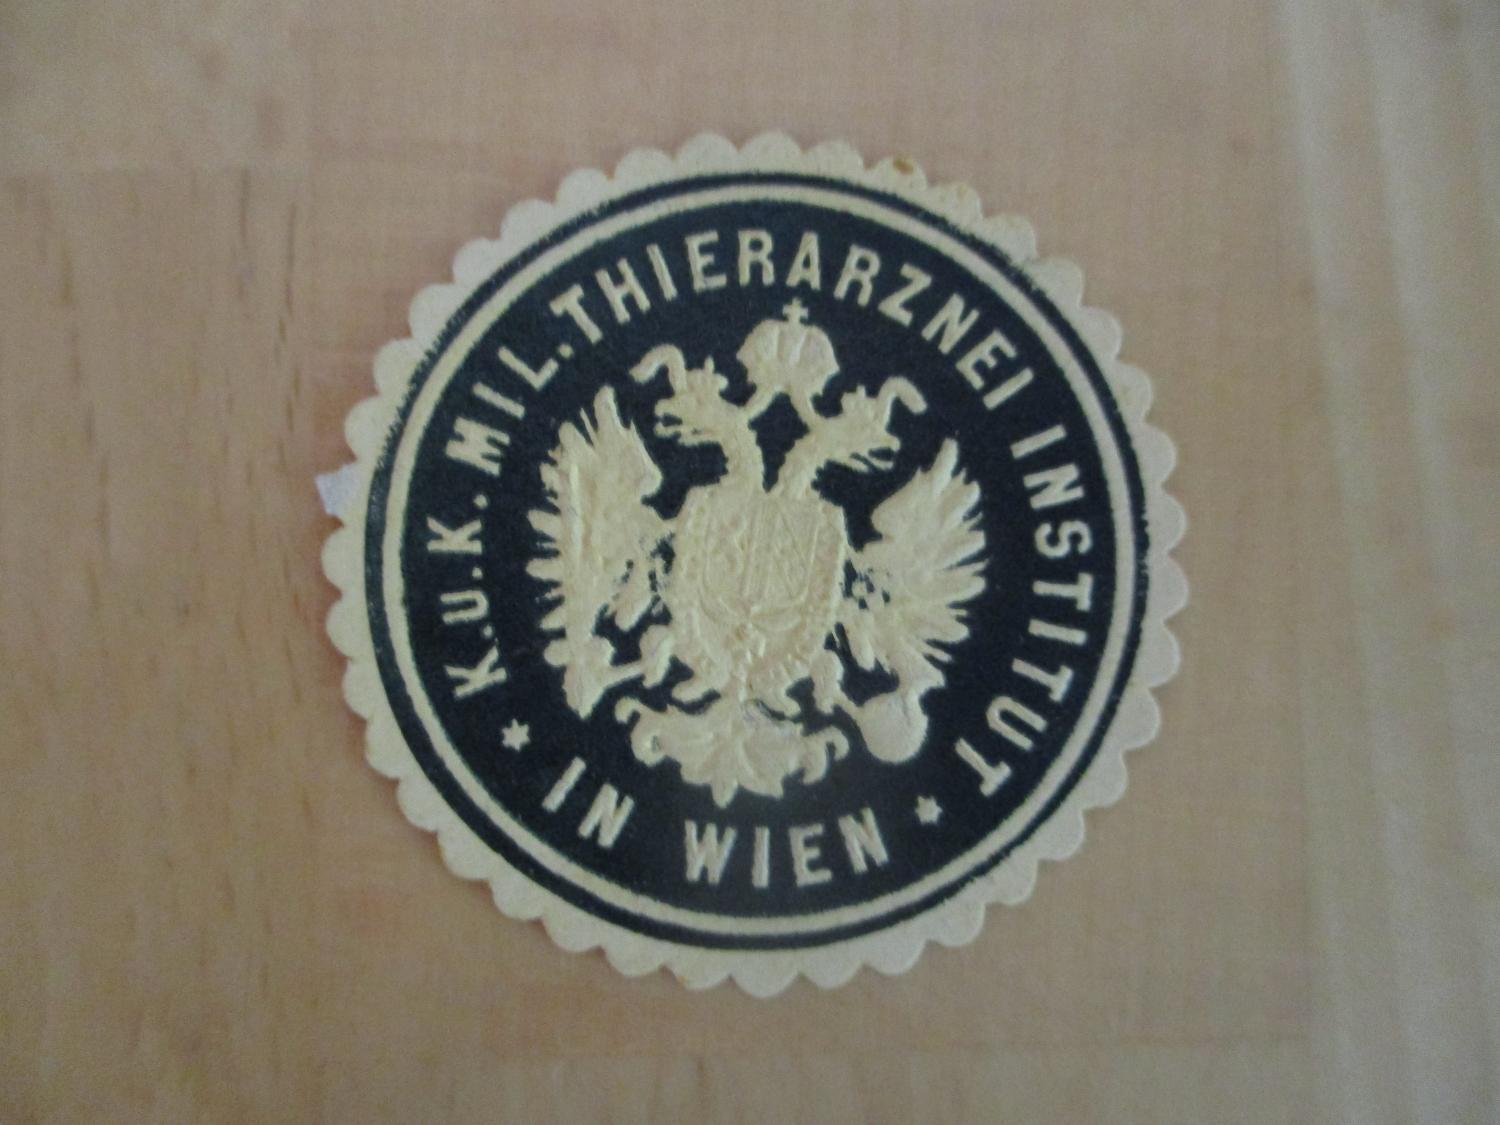 K.u.K. MIL. THIERARZNEI INSTITUT
* IN WIEN *